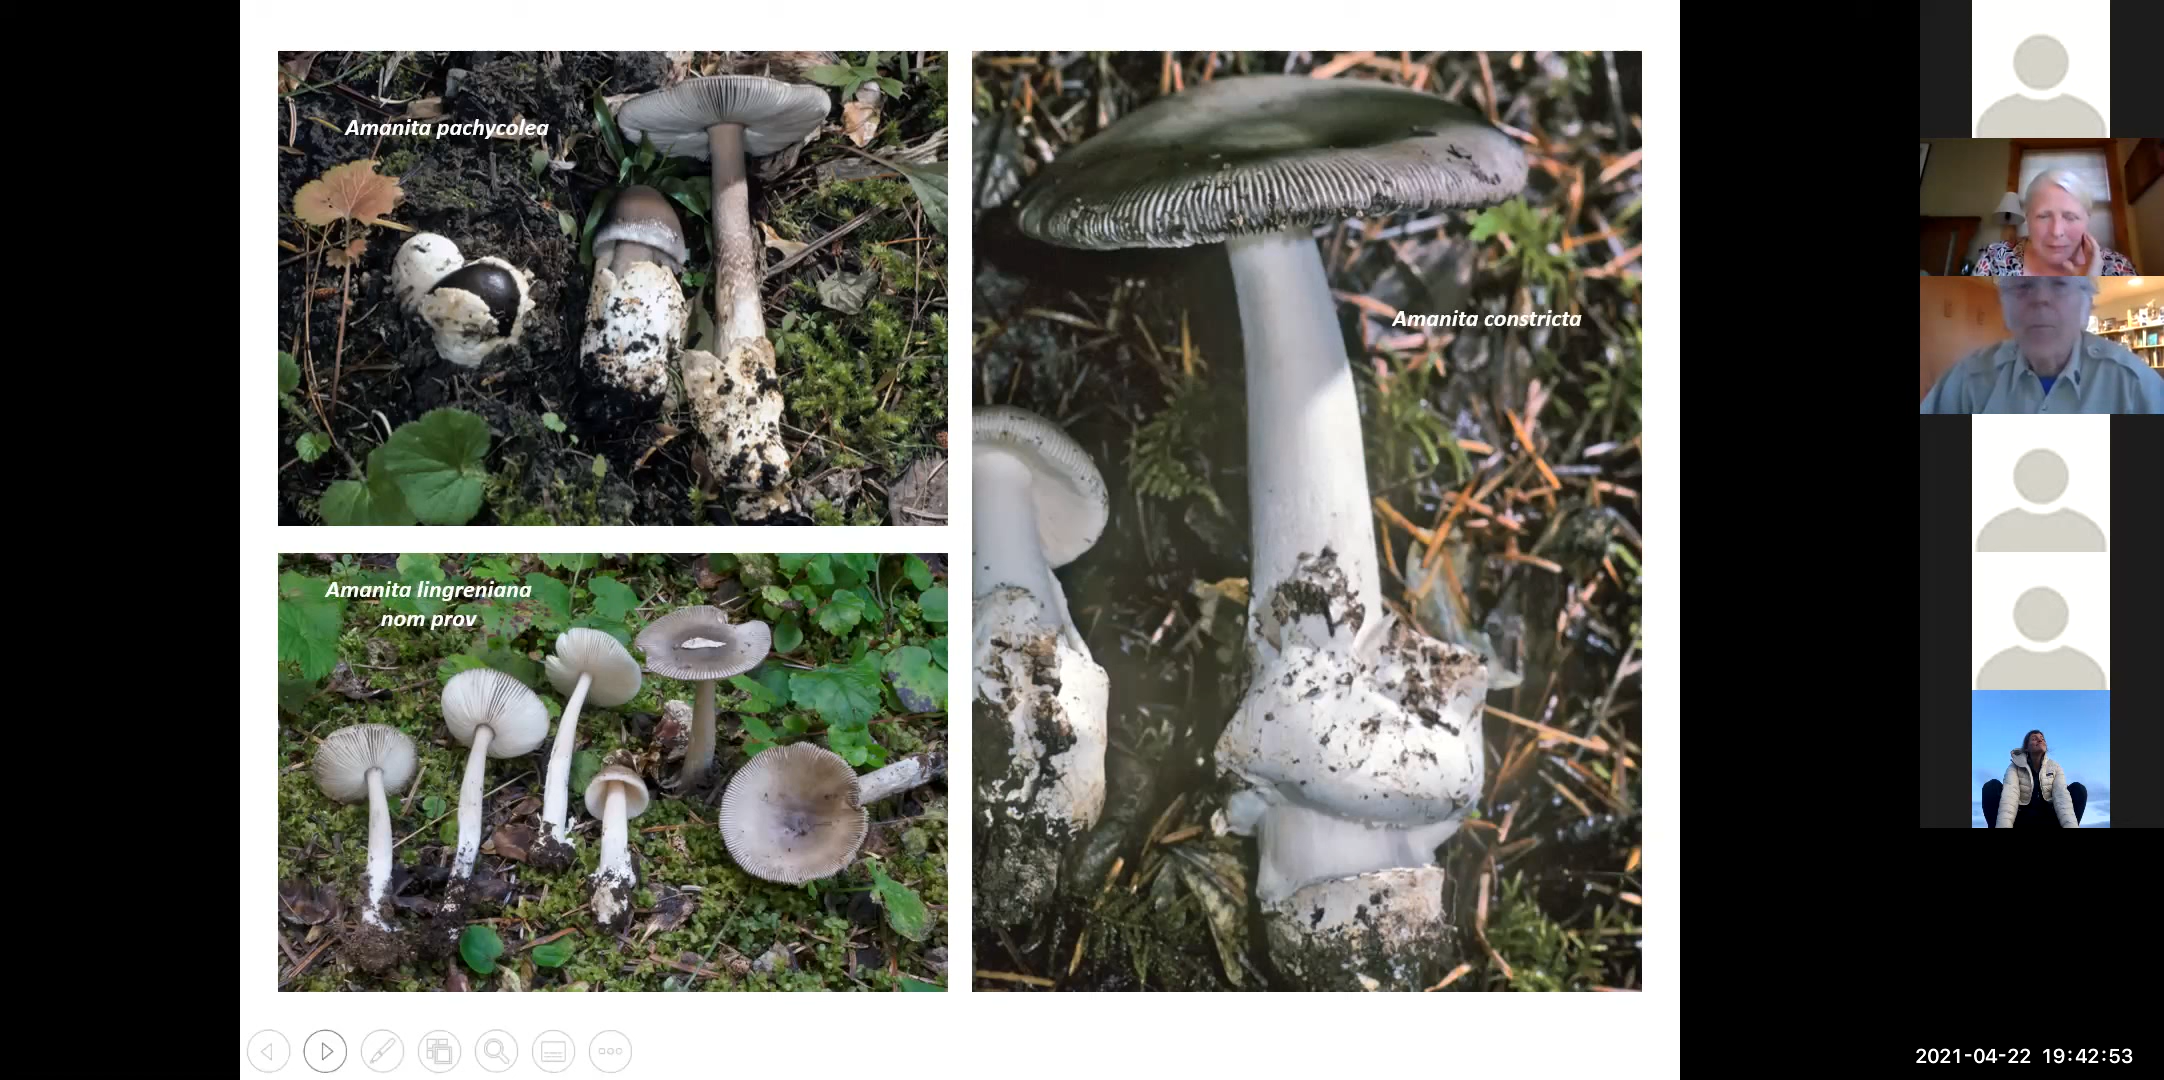 Amanita pachycolea
Amanita constricta
Amanita lingreniana
nom prov
2021-04-22 19:42:53